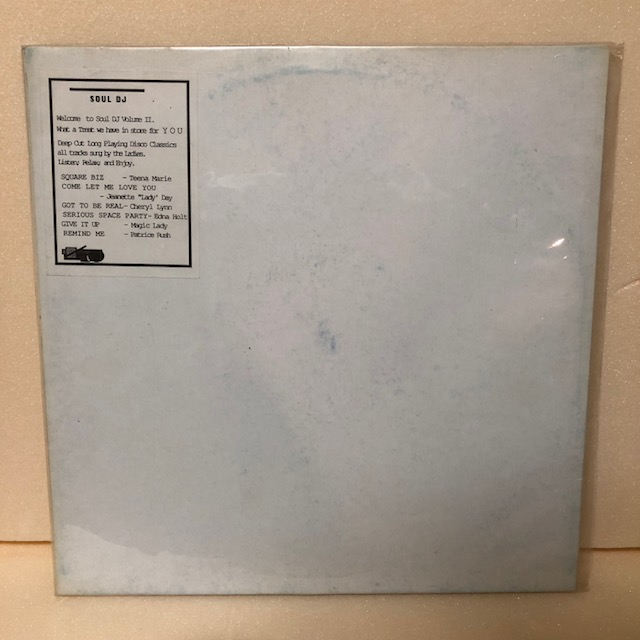 SOUL DJ
Welcome to Soul DJ Volume II.
What a Treat we have in store for YOU
Deep Cut Long Playing Disco Classics
all tracks sung by the Ladies.
Listen, Relax, and Enjoy.
SQUARE BIZ - Teena Marie
COME LET ME LOVE YOU
- Jeanette "Lady" Day
GOT TO BE REAL- Cheryl Lynn
SERIOUS SPACE PARTY- Edna Holt
GIVE IT UP - Magic Lady
REMIND ME - Patrice Rush